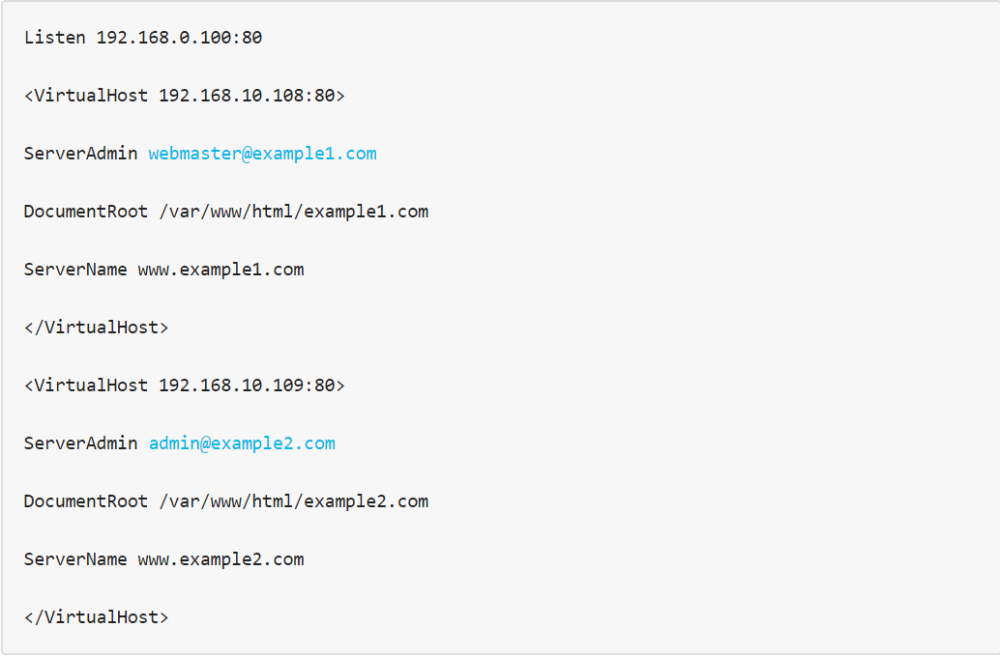 Listen 192.168.0.100:80
<VirtualHost 192.168.10.108:80>
ServerAdmin webmaster@example1.com
DocumentRoot /var/www/html/example1.com
ServerName www.example1.com
</VirtualHost>
<VirtualHost 192.168.10.109:80>
ServerAdmin admin@example2.com
DocumentRoot /var/www/html/example2.com
ServerName www.example2.com
</VirtualHost>